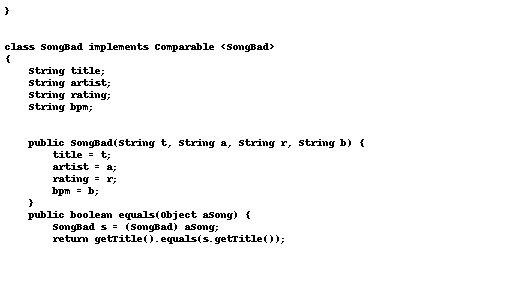 }
class SongBad implements Comparable <SongBad>
{
    String title;
    String artist;
    String rating;
    String bpm;
    public SongBad(String t, String a, String r, String b) {
        title = t;
        artist = a;
        rating = r;
        bpm = b;
    }
    public boolean equals(Object aSong) {
        SongBad s = (SongBad) aSong;
        return getTitle().equals(s.getTitle());